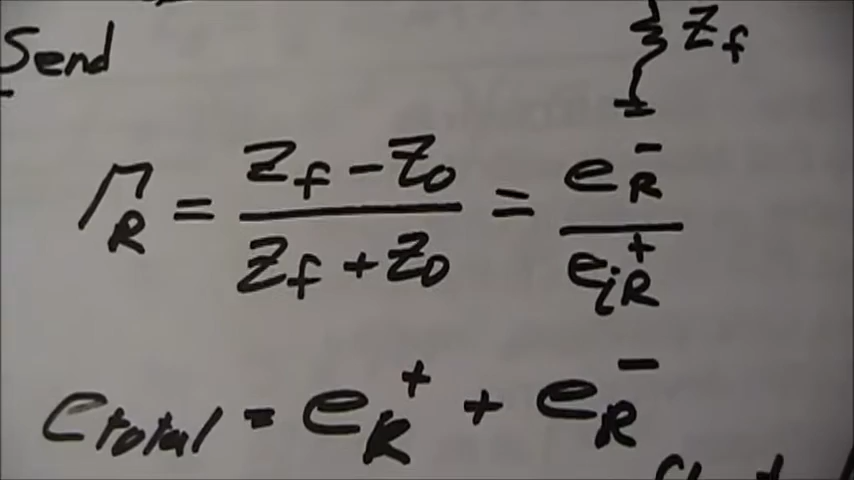 Send
Z_f
Γ_R = (Z_f - Z_0) / (Z_f + Z_0) = e_R^- / e_iR^+
e_total = e_R^+ + e_R^-